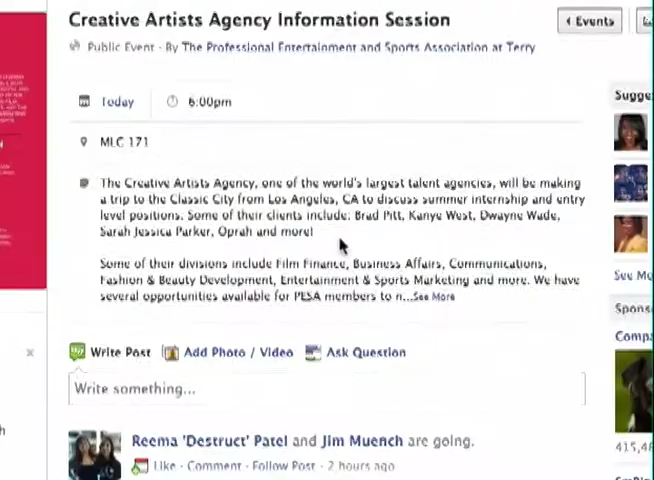 Creative Artists Agency Information Session
Events
Public Event · By The Professional Entertainment and Sports Association at Terry
Today
6:00pm
Sugge
MLC 171
The Creative Artists Agency, one of the world's largest talent agencies, will be making
a trip to the Classic City from Los Angeles, CA to discuss summer internship and entry
level positions. Some of their clients include: Brad Pitt, Kanye West, Dwayne Wade,
Sarah Jessica Parker, Oprah and more!
Some of their divisions include Film Finance, Business Affairs, Communications,
Fashion & Beauty Development, Entertainment & Sports Marketing and more. We have
several opportunities available for PESA members to n...See More
See Mo
Spons
Compa
Write Post
Add Photo / Video
Ask Question
Write something...
Reema 'Destruct' Patel and Jim Muench are going.
Like · Comment · Follow Post · 2 hours ago
415,4